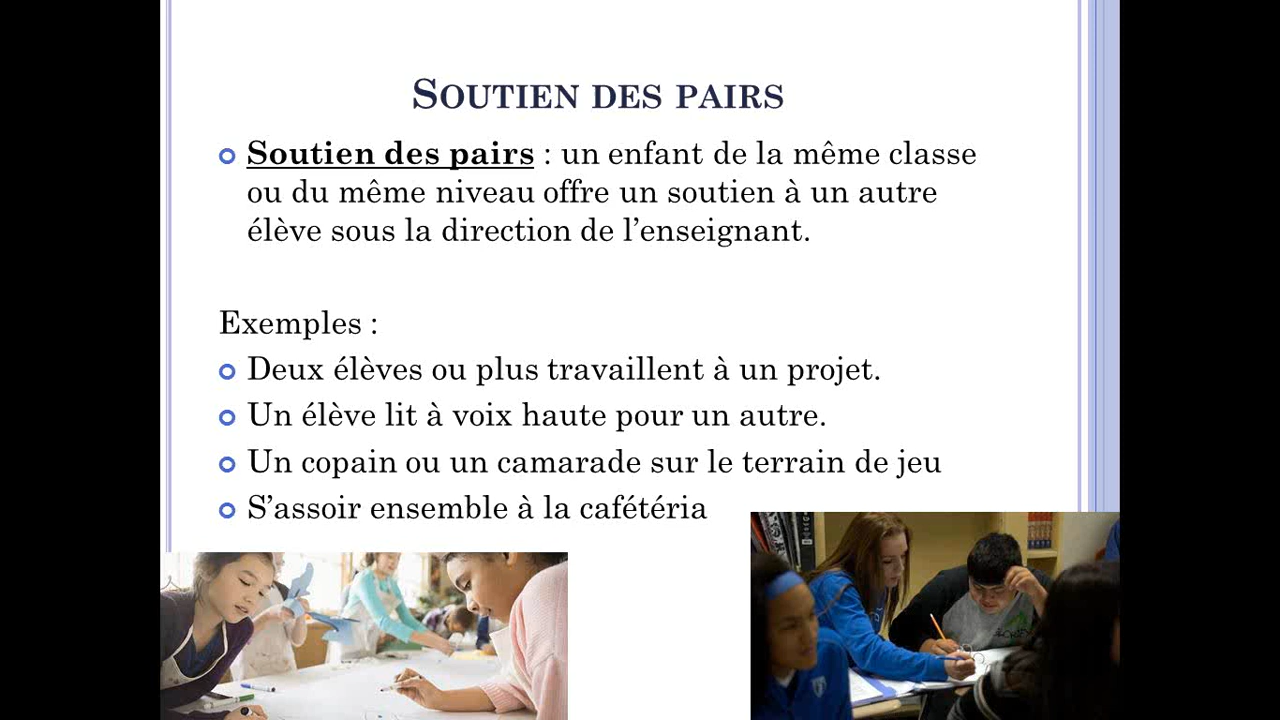 SOUTIEN DES PAIRS
Soutien des pairs : un enfant de la même classe
ou du même niveau offre un soutien à un autre
élève sous la direction de l’enseignant.
Exemples :
Deux élèves ou plus travaillent à un projet.
Un élève lit à voix haute pour un autre.
Un copain ou un camarade sur le terrain de jeu
S’assoir ensemble à la cafétéria